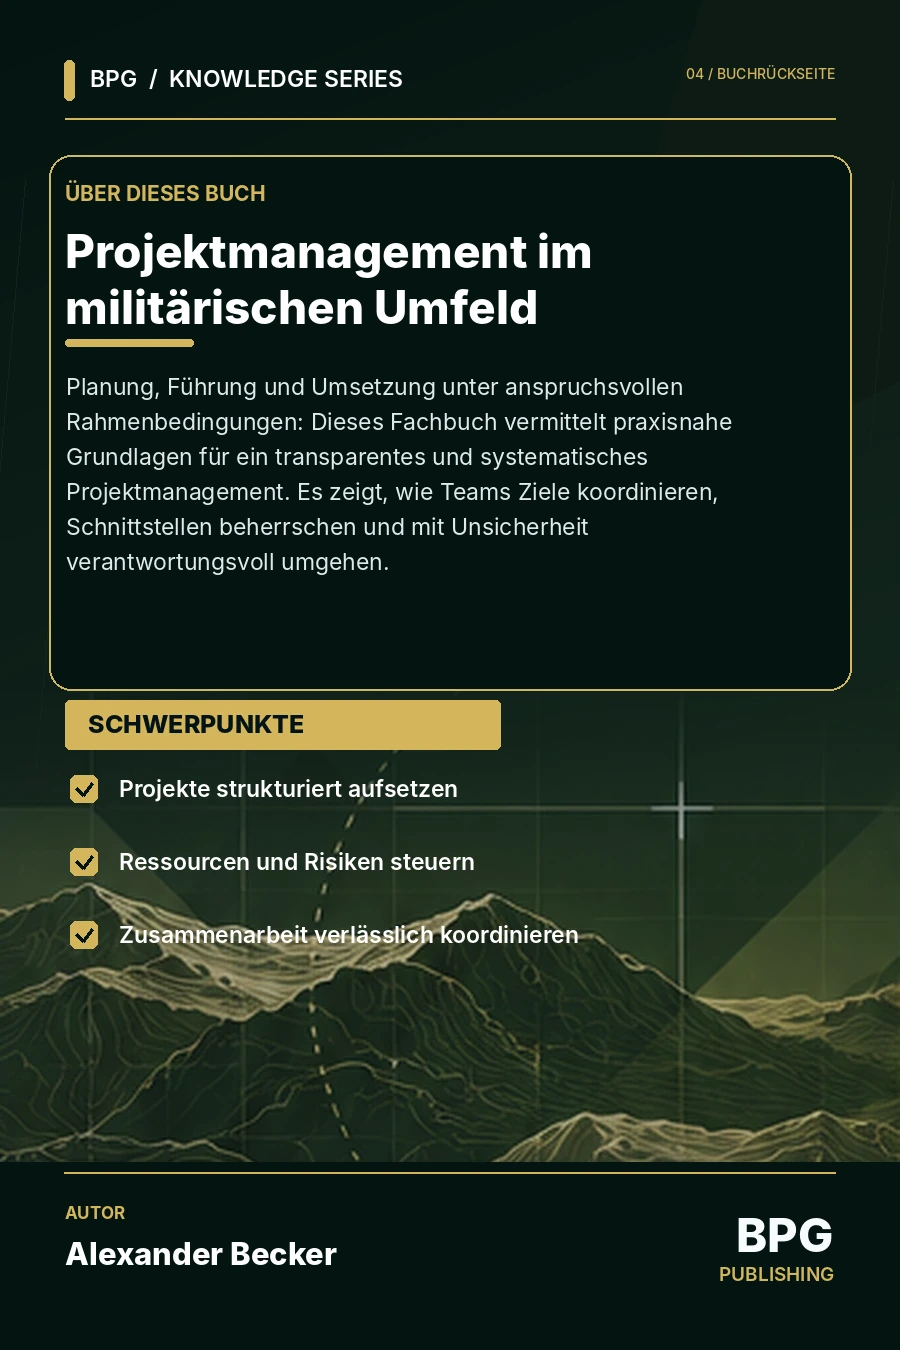 BPG / KNOWLEDGE SERIES
04 / BUCHRÜCKSEITE
ÜBER DIESES BUCH
Projektmanagement im
militärischen Umfeld
Planung, Führung und Umsetzung unter anspruchsvollen
Rahmenbedingungen: Dieses Fachbuch vermittelt praxisnahe
Grundlagen für ein transparentes und systematisches
Projektmanagement. Es zeigt, wie Teams Ziele koordinieren,
Schnittstellen beherrschen und mit Unsicherheit
verantwortungsvoll umgehen.
SCHWERPUNKTE
Projekte strukturiert aufsetzen
Ressourcen und Risiken steuern
Zusammenarbeit verlässlich koordinieren
AUTOR
Alexander Becker
BPG
PUBLISHING